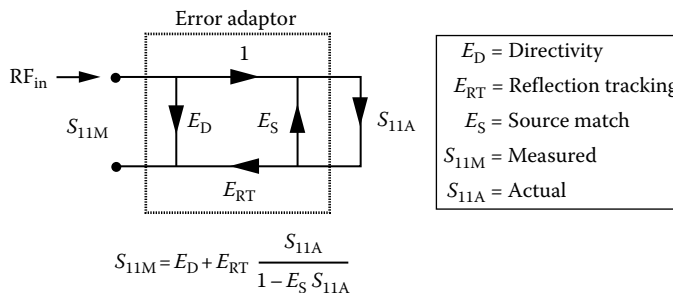 Error adaptor
1
RF_in
S_11M
E_D
E_S
S_11A
E_RT
E_D = Directivity
E_RT = Reflection tracking
E_S = Source match
S_11M = Measured
S_11A = Actual
S_11M = E_D + E_RT S_11A / (1 – E_S S_11A)